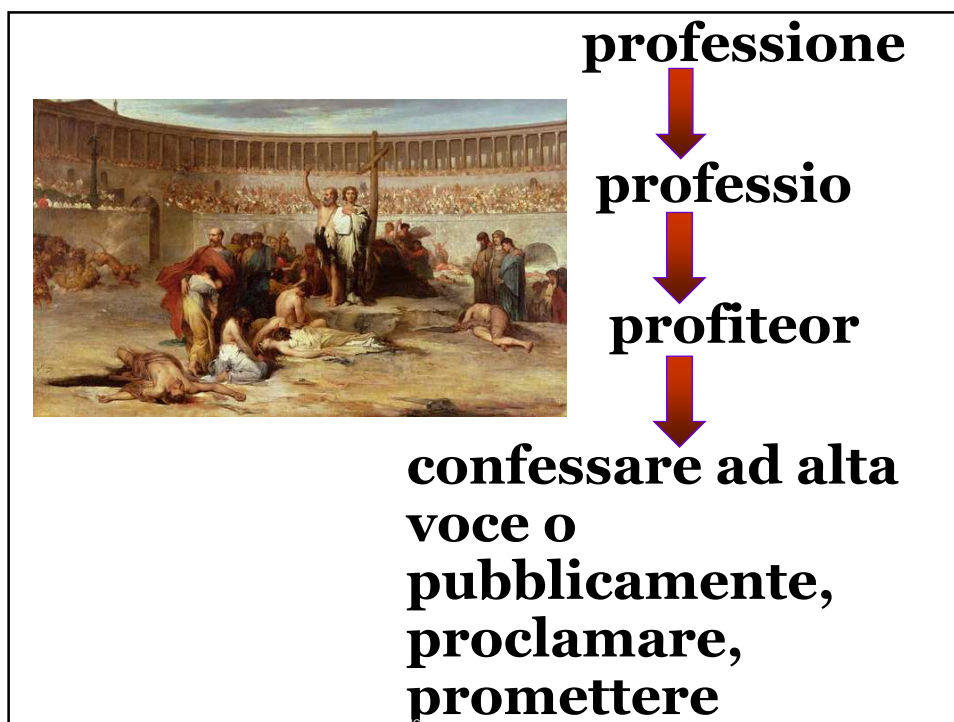 professione
professio
profiteor
confessare ad alta
voce o
pubblicamente,
proclamare,
promettere